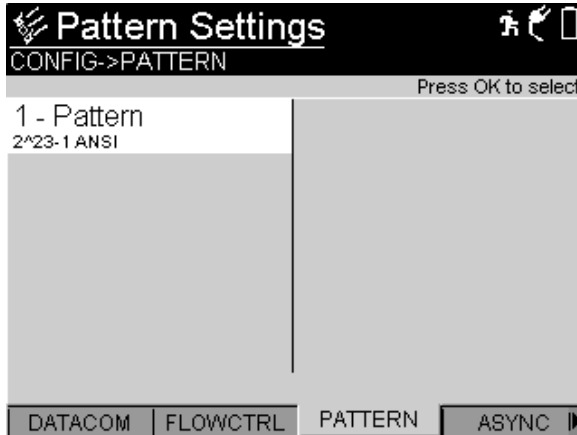 Pattern Settings
CONFIG->PATTERN
Press OK to select
1 - Pattern
2^23-1 ANSI
DATACOM FLOWCTRL PATTERN ASYNC